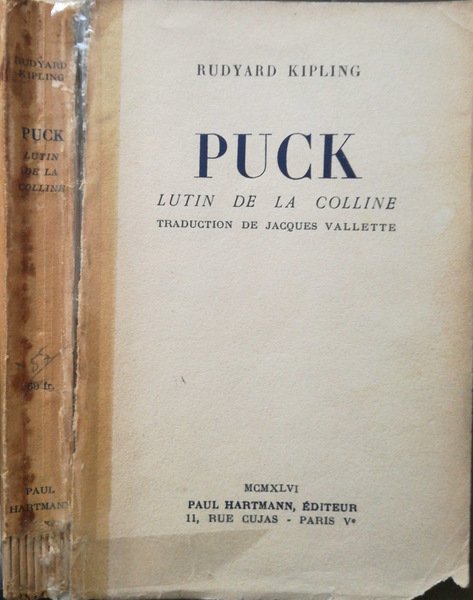 RUDYARD
KIPLING
PUCK
LUTIN
DE LA
COLLINE
fr.
PAUL
HARTMANN
RUDYARD KIPLING
PUCK
LUTIN DE LA COLLINE
TRADUCTION DE JACQUES VALLETTE
MCMXLVI
PAUL HARTMANN, ÉDITEUR
11, RUE CUJAS - PARIS Vᵉ